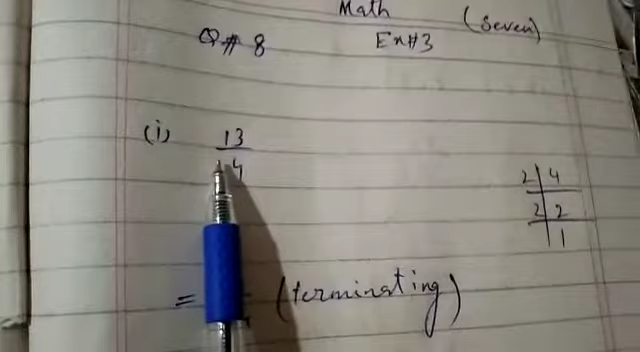 Math (Seven)
Q# 8 Ex#3
(i) 13
4
2 4
2 2
1
= (terminating)